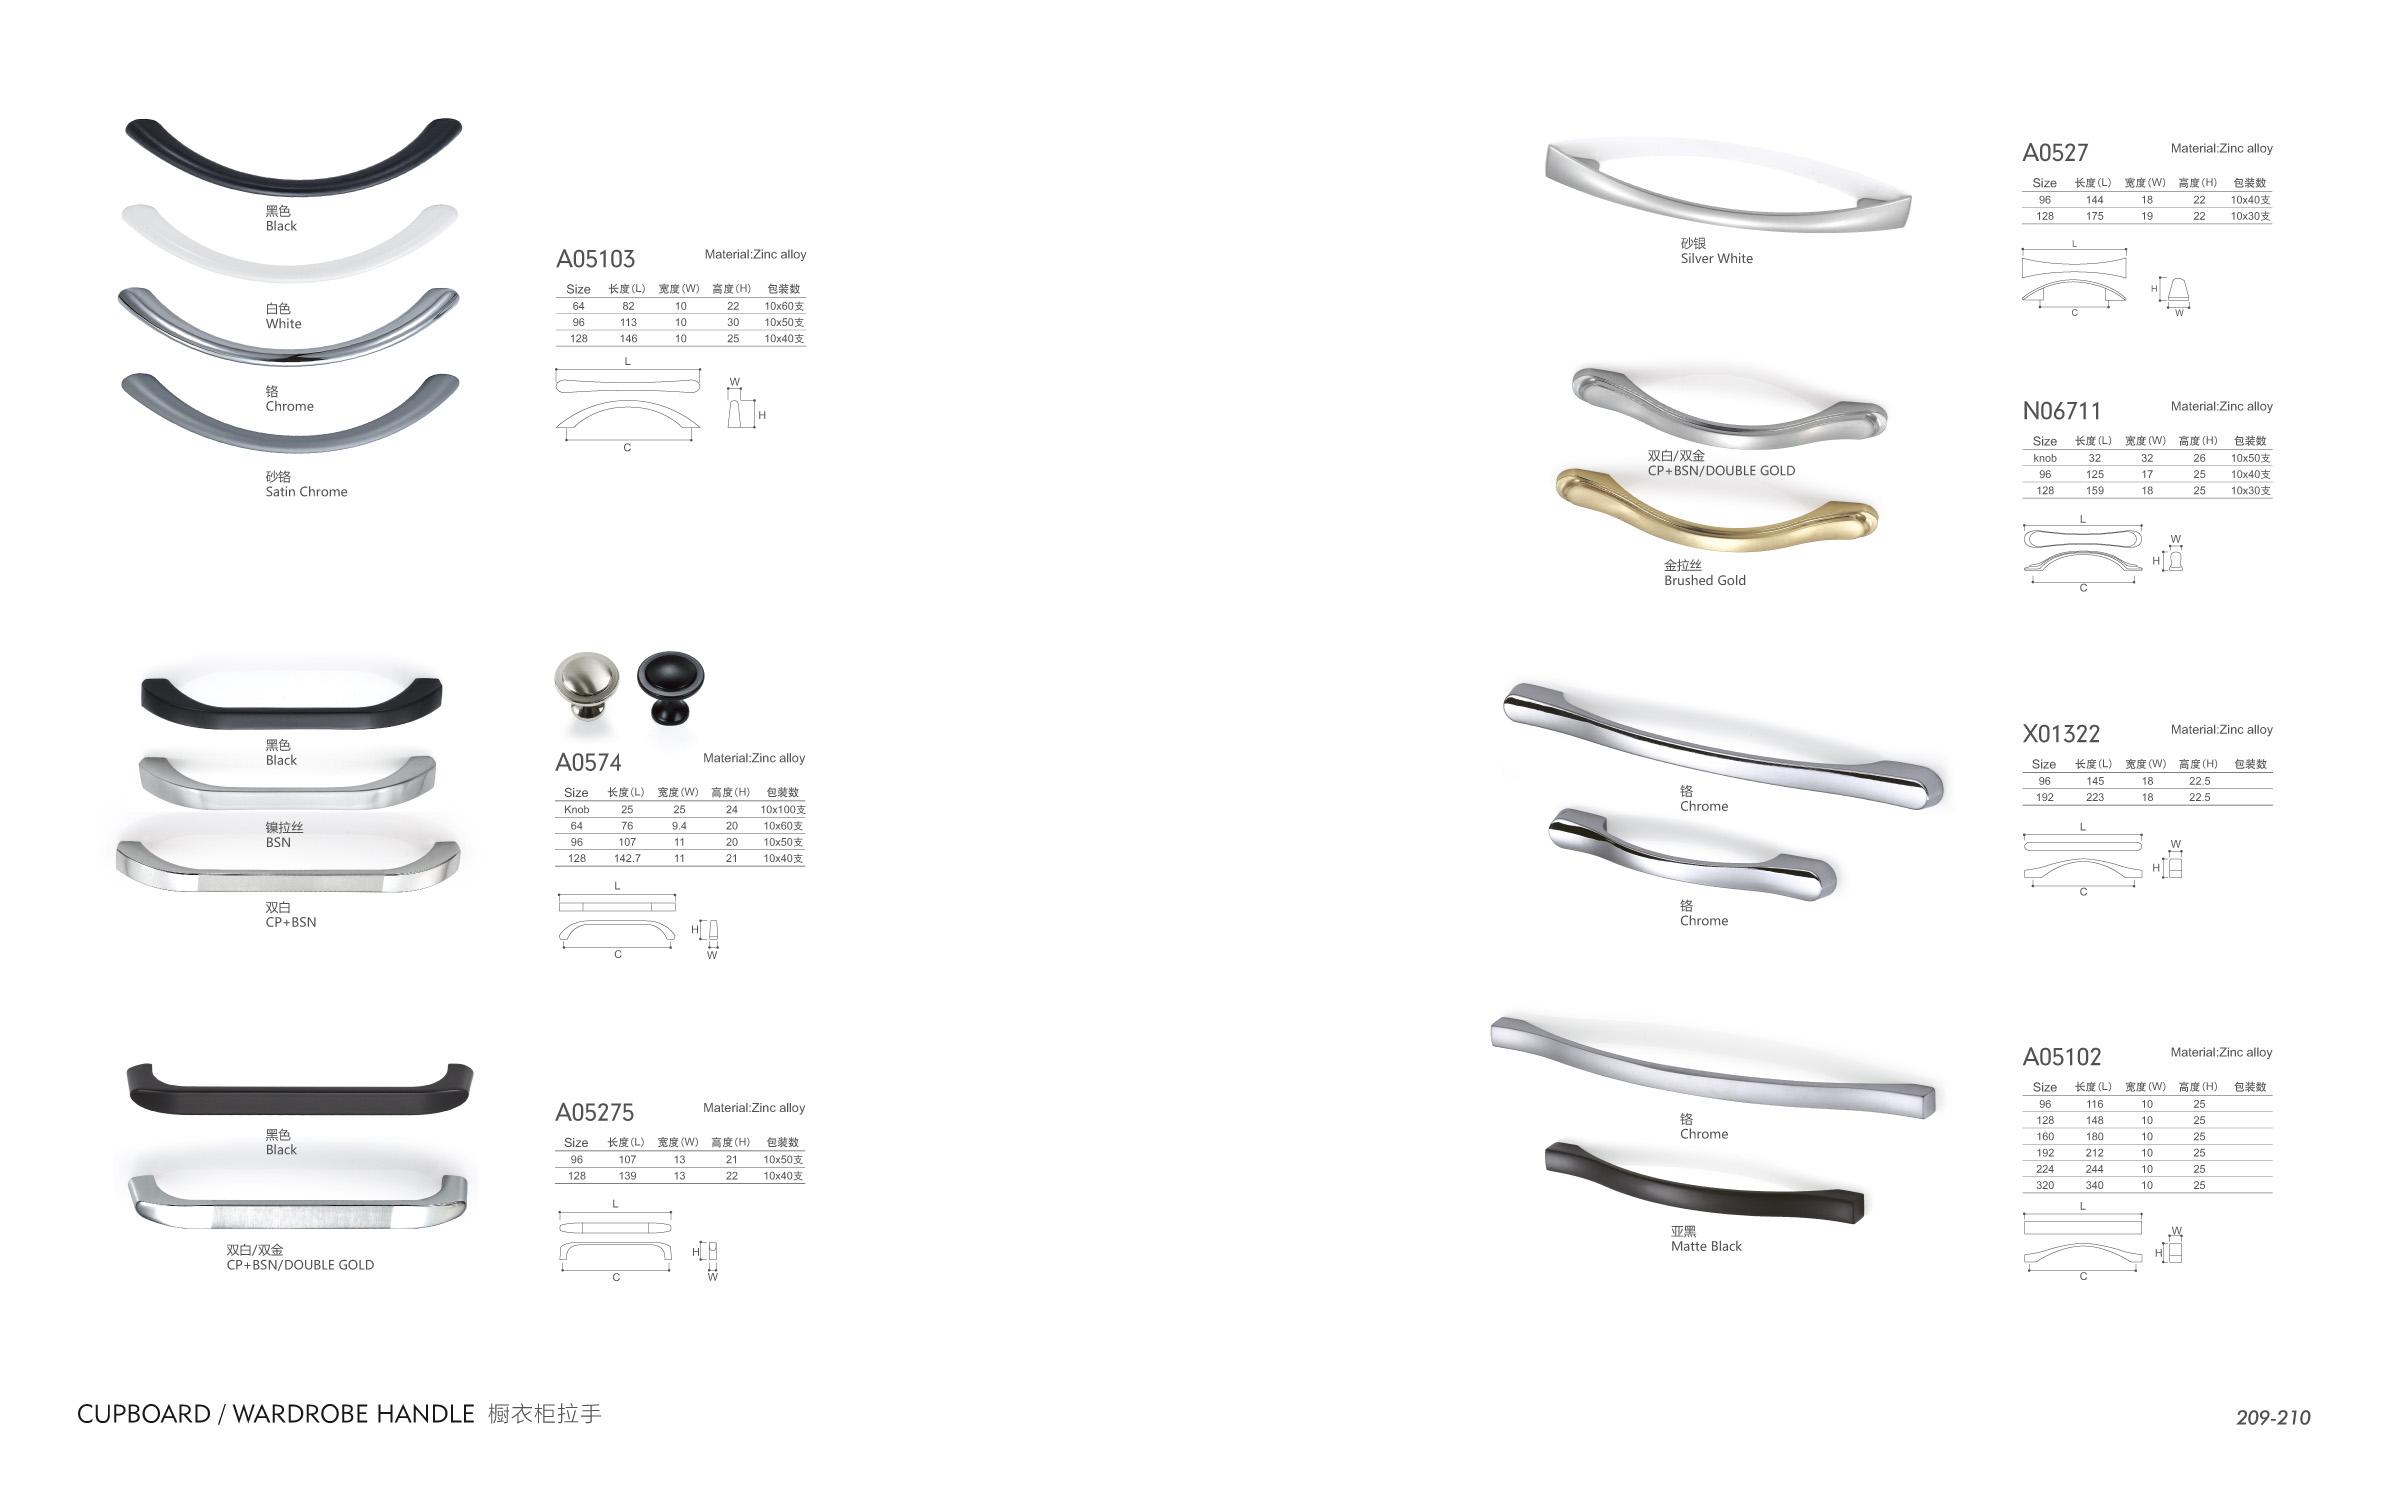 黑色
Black
白色
White
铬
Chrome
砂铬
Satin Chrome
A05103 Material:Zinc alloy
Size 长度(L) 宽度(W) 高度(H) 包装数
64 82 10 22 10x60支
96 113 10 30 10x50支
128 146 10 25 10x40支
L
W
H
C
黑色
Black
镍拉丝
BSN
双白
CP+BSN
A0574 Material:Zinc alloy
Size 长度(L) 宽度(W) 高度(H) 包装数
Knob 25 25 24 10x100支
64 76 9.4 20 10x60支
96 107 11 20 10x50支
128 142.7 11 21 10x40支
L
H
C W
黑色
Black
双白/双金
CP+BSN/DOUBLE GOLD
A05275 Material:Zinc alloy
Size 长度(L) 宽度(W) 高度(H) 包装数
96 107 13 21 10x50支
128 139 13 22 10x40支
L
H
C W
砂银
Silver White
A0527 Material:Zinc alloy
Size 长度(L) 宽度(W) 高度(H) 包装数
96 144 18 22 10x40支
128 175 19 22 10x30支
L
H
C W
双白/双金
CP+BSN/DOUBLE GOLD
金拉丝
Brushed Gold
N06711 Material:Zinc alloy
Size 长度(L) 宽度(W) 高度(H) 包装数
knob 32 32 26 10x50支
96 125 17 25 10x40支
128 159 18 25 10x30支
L
W
H
C
铬
Chrome
铬
Chrome
X01322 Material:Zinc alloy
Size 长度(L) 宽度(W) 高度(H) 包装数
96 145 18 22.5
192 223 18 22.5
L
W
H
C
铬
Chrome
亚黑
Matte Black
A05102 Material:Zinc alloy
Size 长度(L) 宽度(W) 高度(H) 包装数
96 116 10 25
128 148 10 25
160 180 10 25
192 212 10 25
224 244 10 25
320 340 10 25
L
W
H
C
CUPBOARD / WARDROBE HANDLE 橱衣柜拉手
209-210